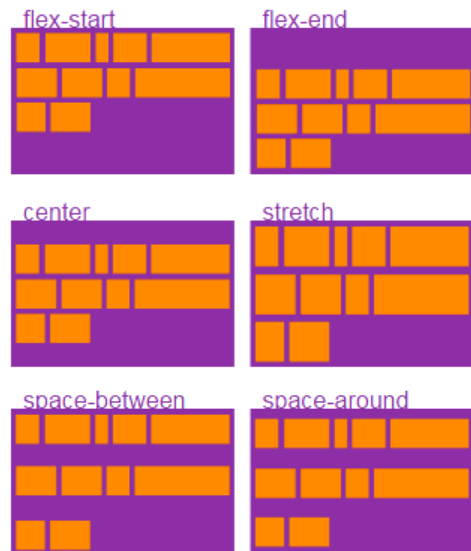 flex-start
flex-end
center
stretch
space-between
space-around